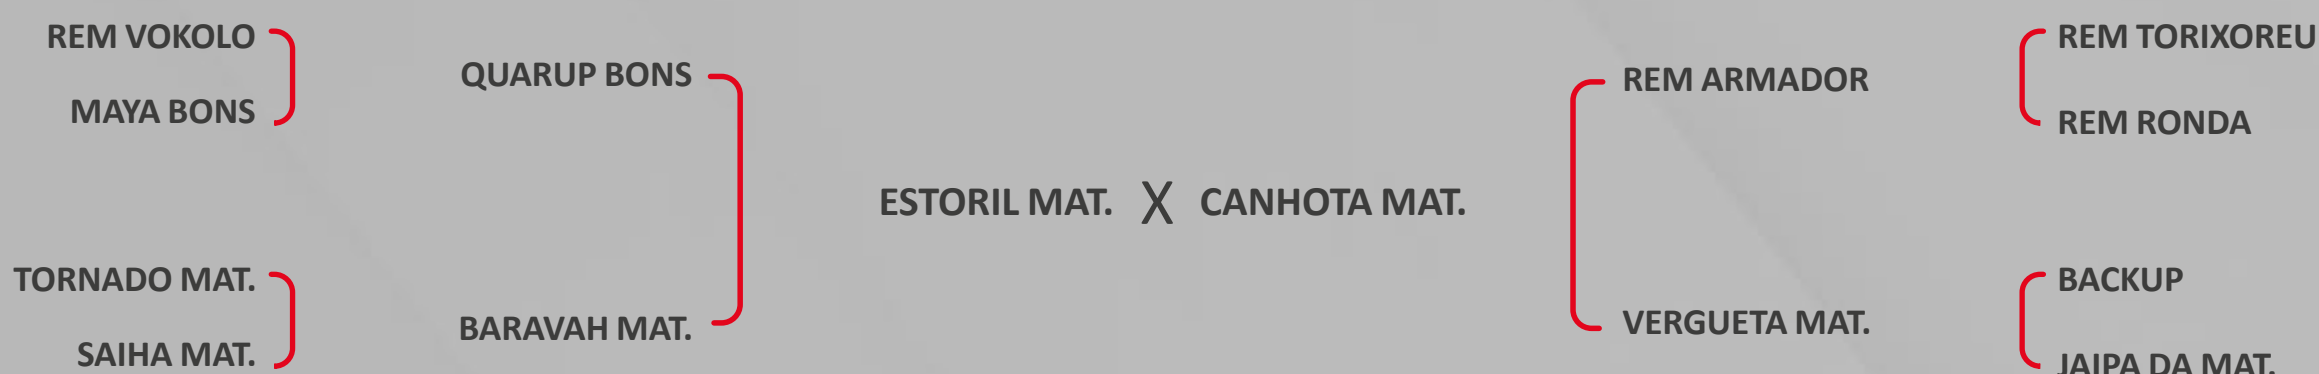 REM VOKOLO
MAYA BONS
QUARUP BONS
TORNADO MAT.
SAIHA MAT.
BARAVAH MAT.
ESTORIL MAT. X CANHOTA MAT.
REM ARMADOR
REM TORIXOREU
REM RONDA
VERGUETA MAT.
BACKUP
JAIPA DA MAT.